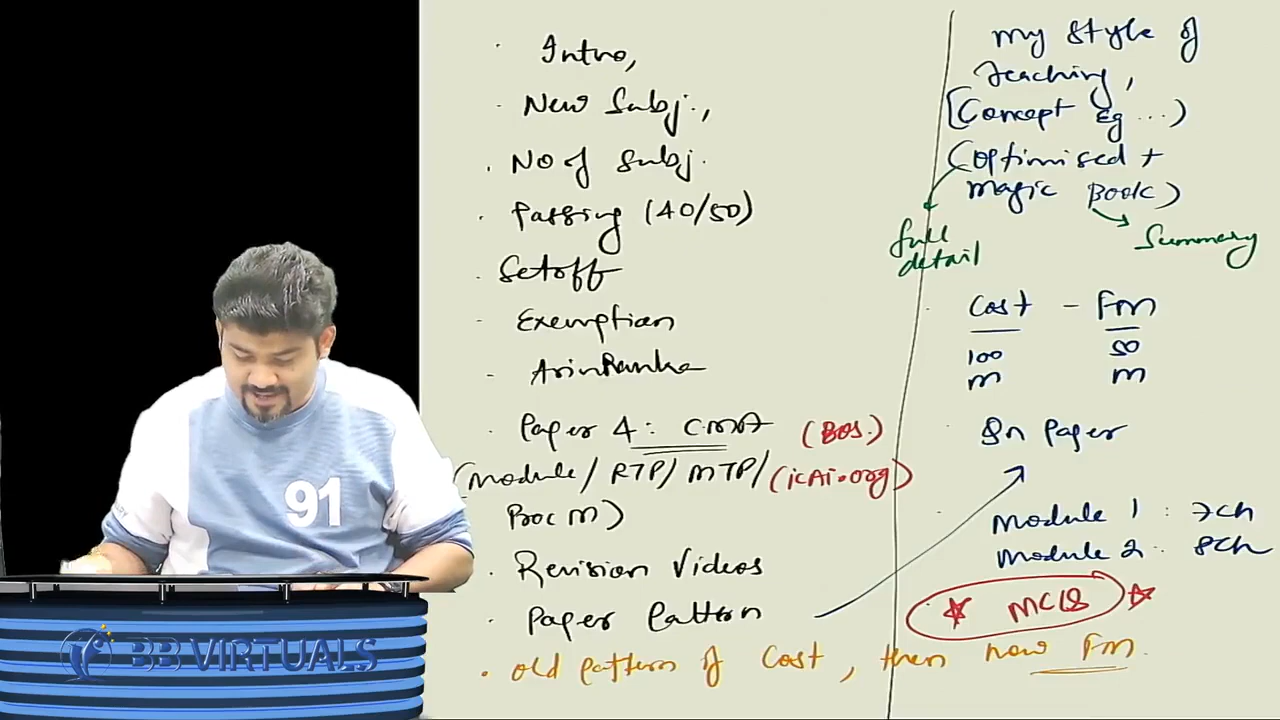 Intro,
New Subj.,
No of Subj.
Passing (40/50)
Setoff
Exemption
Paper 4: CMA (BOS.)
(Module/ RTP/ MTP/ (icAi.org)
M)
Revision Videos
Paper Pattern
old pattern of Cost, then new FM.
My Style of
Teaching,
[Concept Eg ...)
(optimised +
Magic Book)
full
detail
Summary
Cost - FM
100 50
m m
Paper
Module 1 : 7ch
Module 2 : 8ch
MCQ
91
BB VIRTUALS